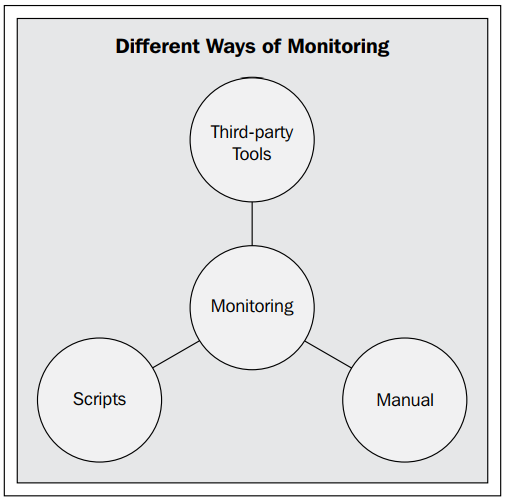 Different Ways of Monitoring
Third-party
Tools
Monitoring
Scripts
Manual